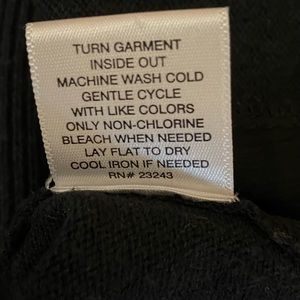 TURN GARMENT
INSIDE OUT
MACHINE WASH COLD
GENTLE CYCLE
WITH LIKE COLORS
ONLY NON-CHLORINE
BLEACH WHEN NEEDED
LAY FLAT TO DRY
COOL IRON IF NEEDED
RN# 23243